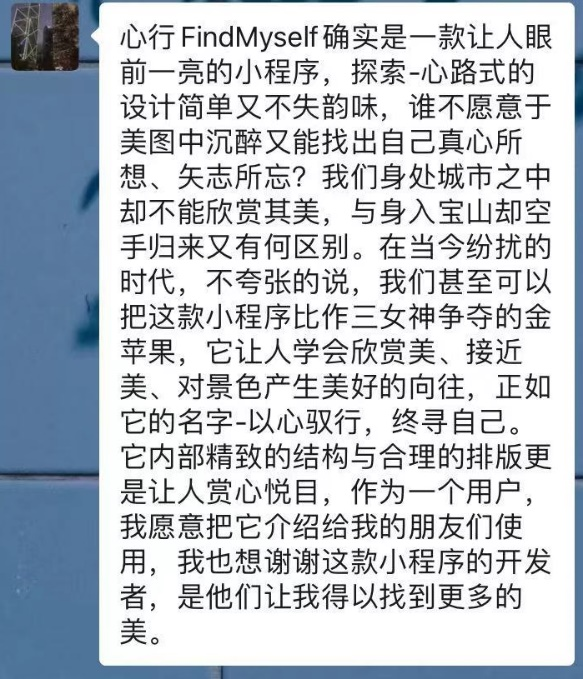 心行FindMyself确实是一款让人眼
前一亮的小程序，探索-心路式的
设计简单又不失韵味，谁不愿意于
美图中沉醉又能找出自己真心所
想、矢志所忘？我们身处城市之中
却不能欣赏其美，与身入宝山却空
手归来又有何区别。在当今纷扰的
时代，不夸张的说，我们甚至可以
把这款小程序比作三女神争夺的金
苹果，它让人学会欣赏美、接近
美、对景色产生美好的向往，正如
它的名字-以心驭行，终寻自己。
它内部精致的结构与合理的排版更
是让人赏心悦目，作为一个用户，
我愿意把它介绍给我的朋友们使
用，我也想谢谢这款小程序的开发
者，是他们让我得以找到更多的
美。